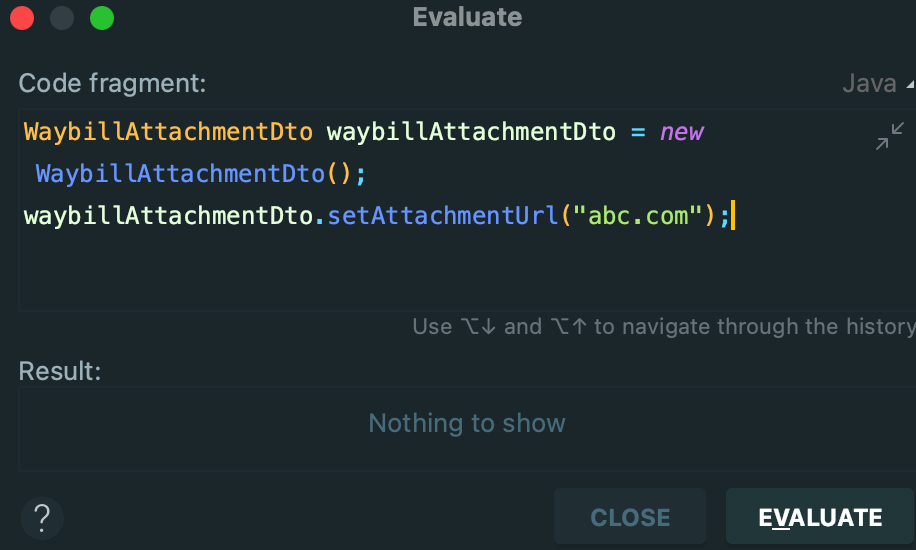 Evaluate
Code fragment:
Java
WaybillAttachmentDto waybillAttachmentDto = new
WaybillAttachmentDto();
waybillAttachmentDto.setAttachmentUrl("abc.com");
Use ⌥↓ and ⌥↑ to navigate through the history
Result:
Nothing to show
?
CLOSE
EVALUATE